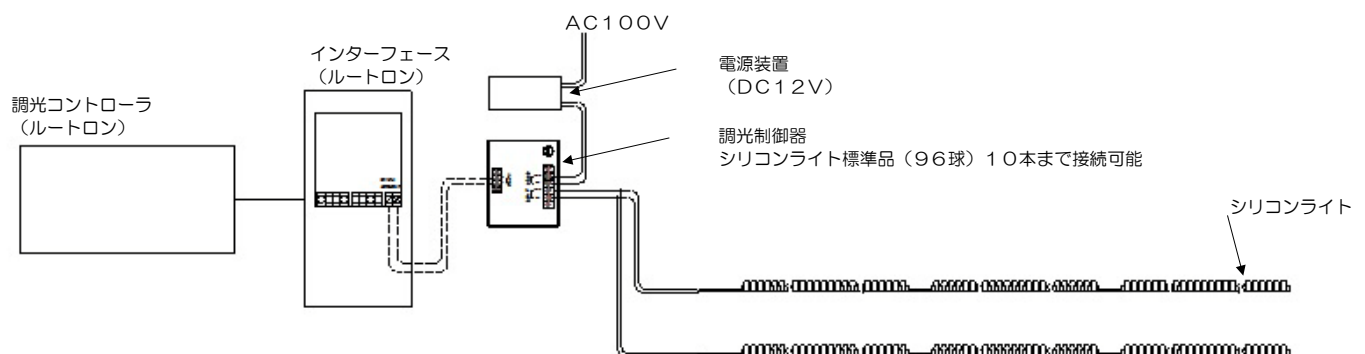 AC100V
インターフェース
（ルートロン）
電源装置
（DC12V）
調光コントローラ
（ルートロン）
調光制御器
シリコンライト標準品（96球）10本まで接続可能
シリコンライト